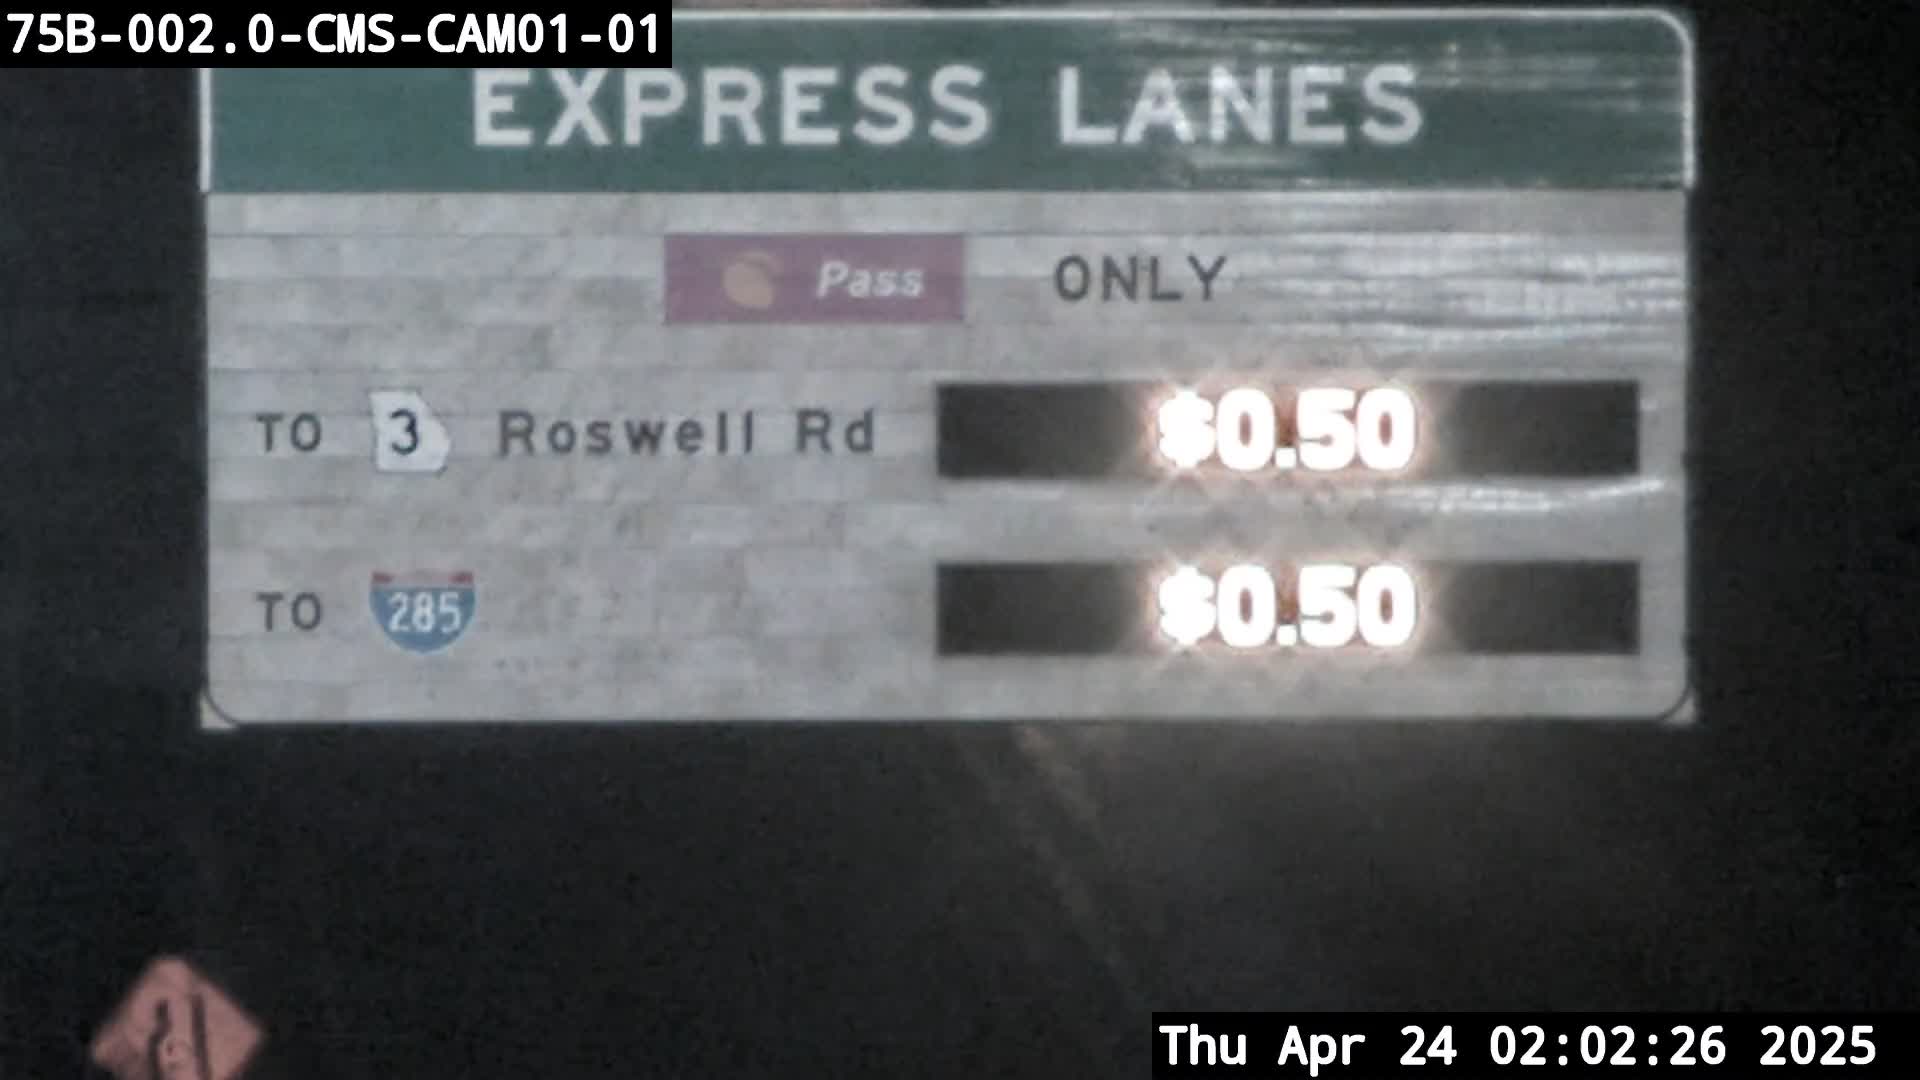 75B-002.0-CMS-CAM01-01
EXPRESS LANES
Pass ONLY
TO 3 Roswell Rd $0.50
TO 285 $0.50
Thu Apr 24 02:02:26 2025